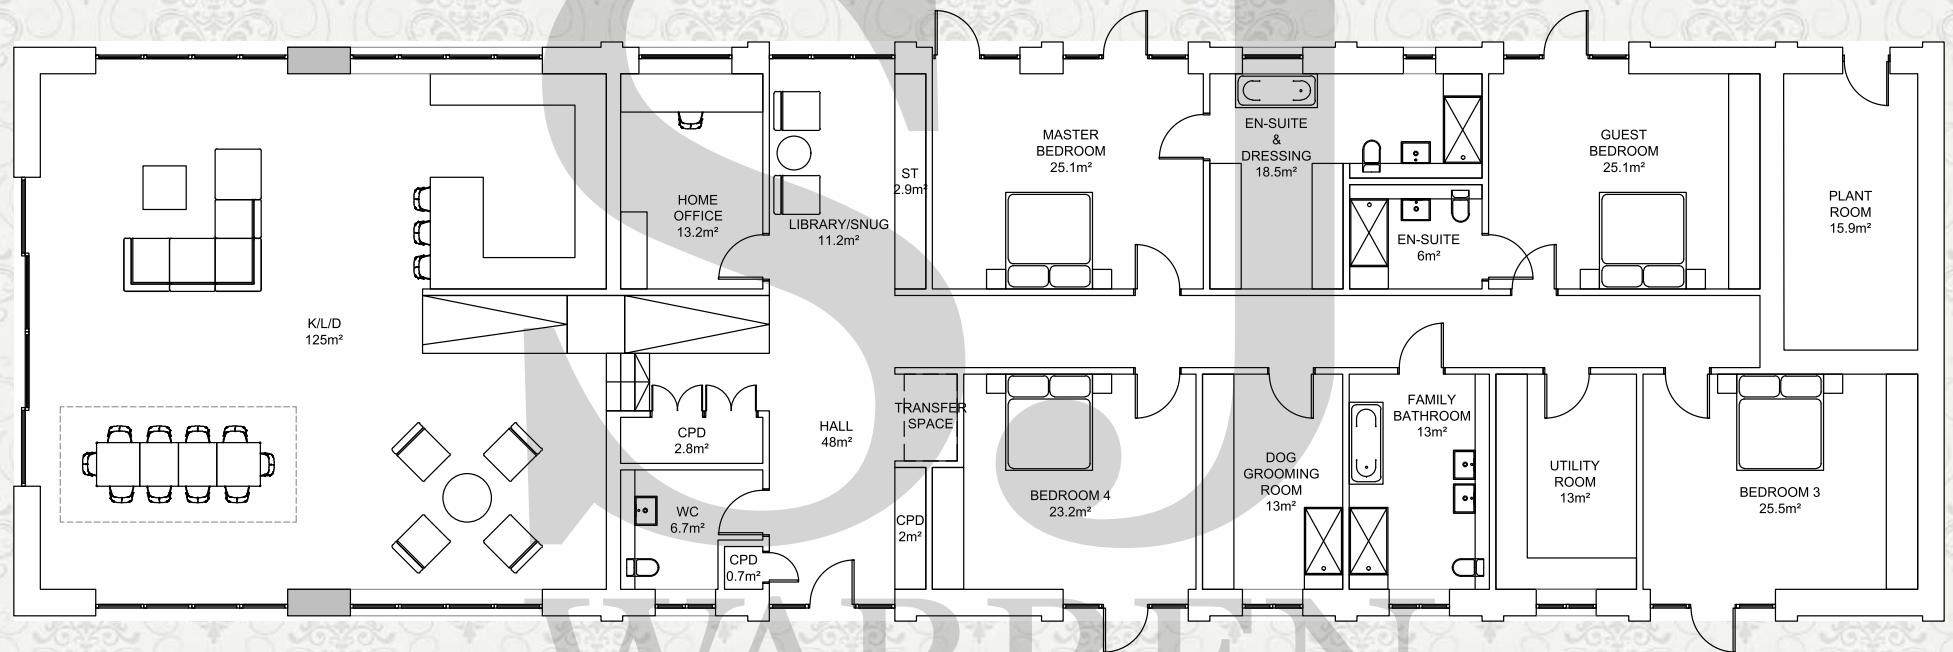 K/L/D
125m²
HOME
OFFICE
13.2m²
LIBRARY/SNUG
11.2m²
ST
2.9m²
MASTER
BEDROOM
25.1m²
EN-SUITE
&
DRESSING
18.5m²
EN-SUITE
6m²
GUEST
BEDROOM
25.1m²
PLANT
ROOM
15.9m²
CPD
2.8m²
WC
6.7m²
CPD
0.7m²
HALL
48m²
TRANSFER
SPACE
CPD
2m²
BEDROOM 4
23.2m²
DOG
GROOMING
ROOM
13m²
FAMILY
BATHROOM
13m²
UTILITY
ROOM
13m²
BEDROOM 3
25.5m²
SJ
WARREN